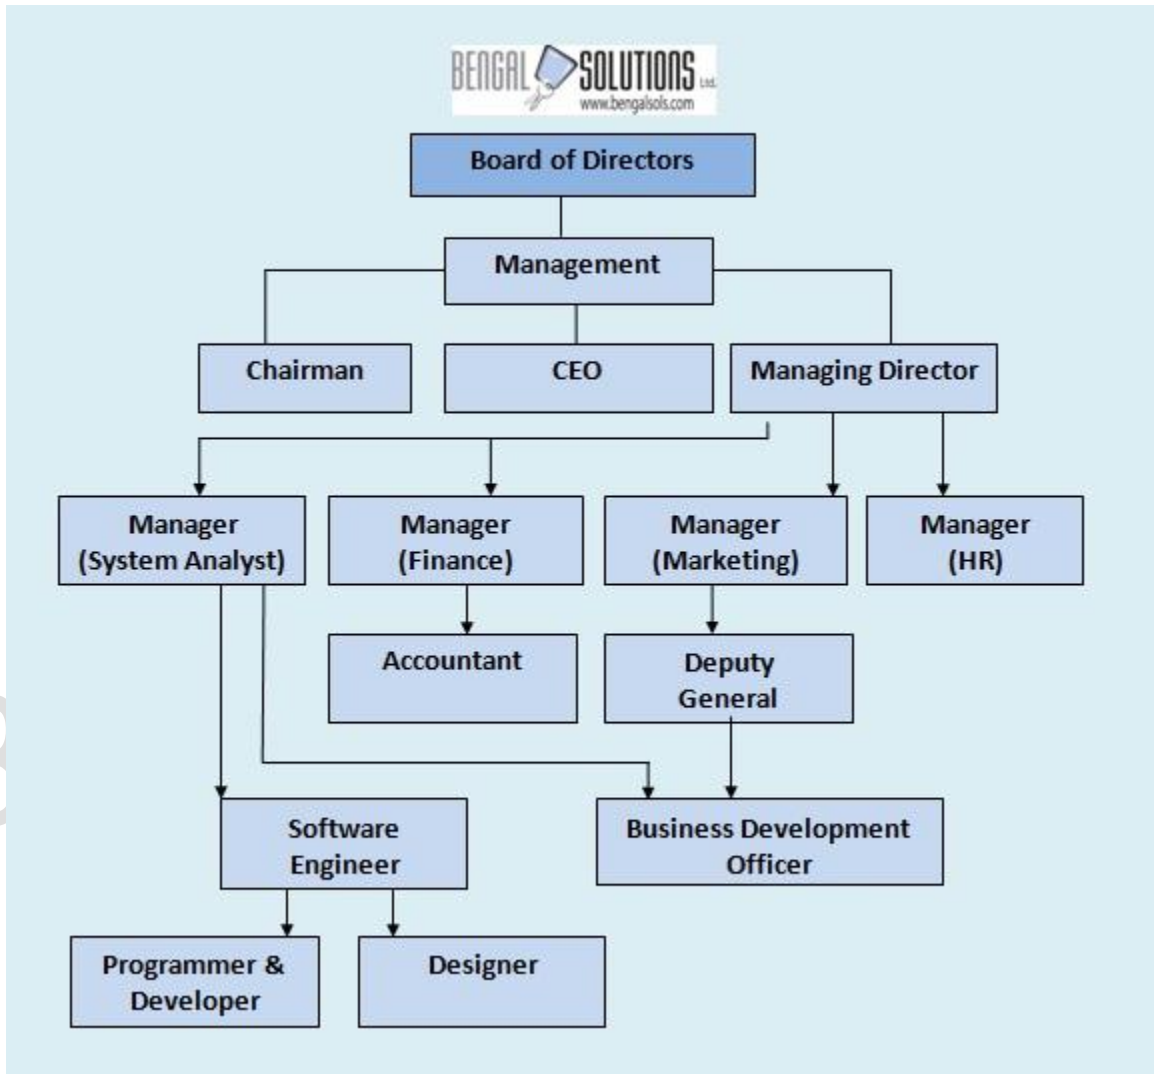 BENGAL SOLUTIONS Ltd.
www.bengalsols.com
Board of Directors
Management
Chairman
CEO
Managing Director
Manager
(System Analyst)
Manager
(Finance)
Manager
(Marketing)
Manager
(HR)
Accountant
Deputy
General
Software
Engineer
Business Development
Officer
Programmer &
Developer
Designer